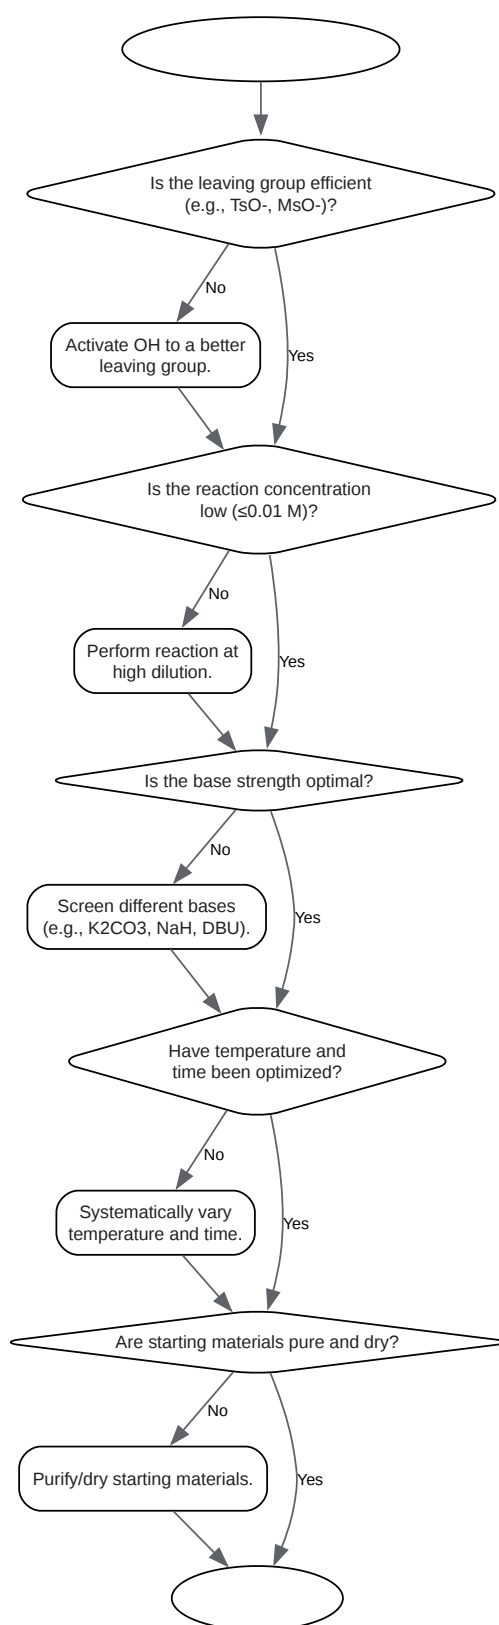 Is the leaving group efficient
(e.g., TsO-, MsO-)?
No
Yes
Activate OH to a better
leaving group.
Is the reaction concentration
low (≤0.01 M)?
No
Yes
Perform reaction at
high dilution.
Is the base strength optimal?
No
Yes
Screen different bases
(e.g., K2CO3, NaH, DBU).
Have temperature and
time been optimized?
No
Yes
Systematically vary
temperature and time.
Are starting materials pure and dry?
No
Yes
Purify/dry starting materials.